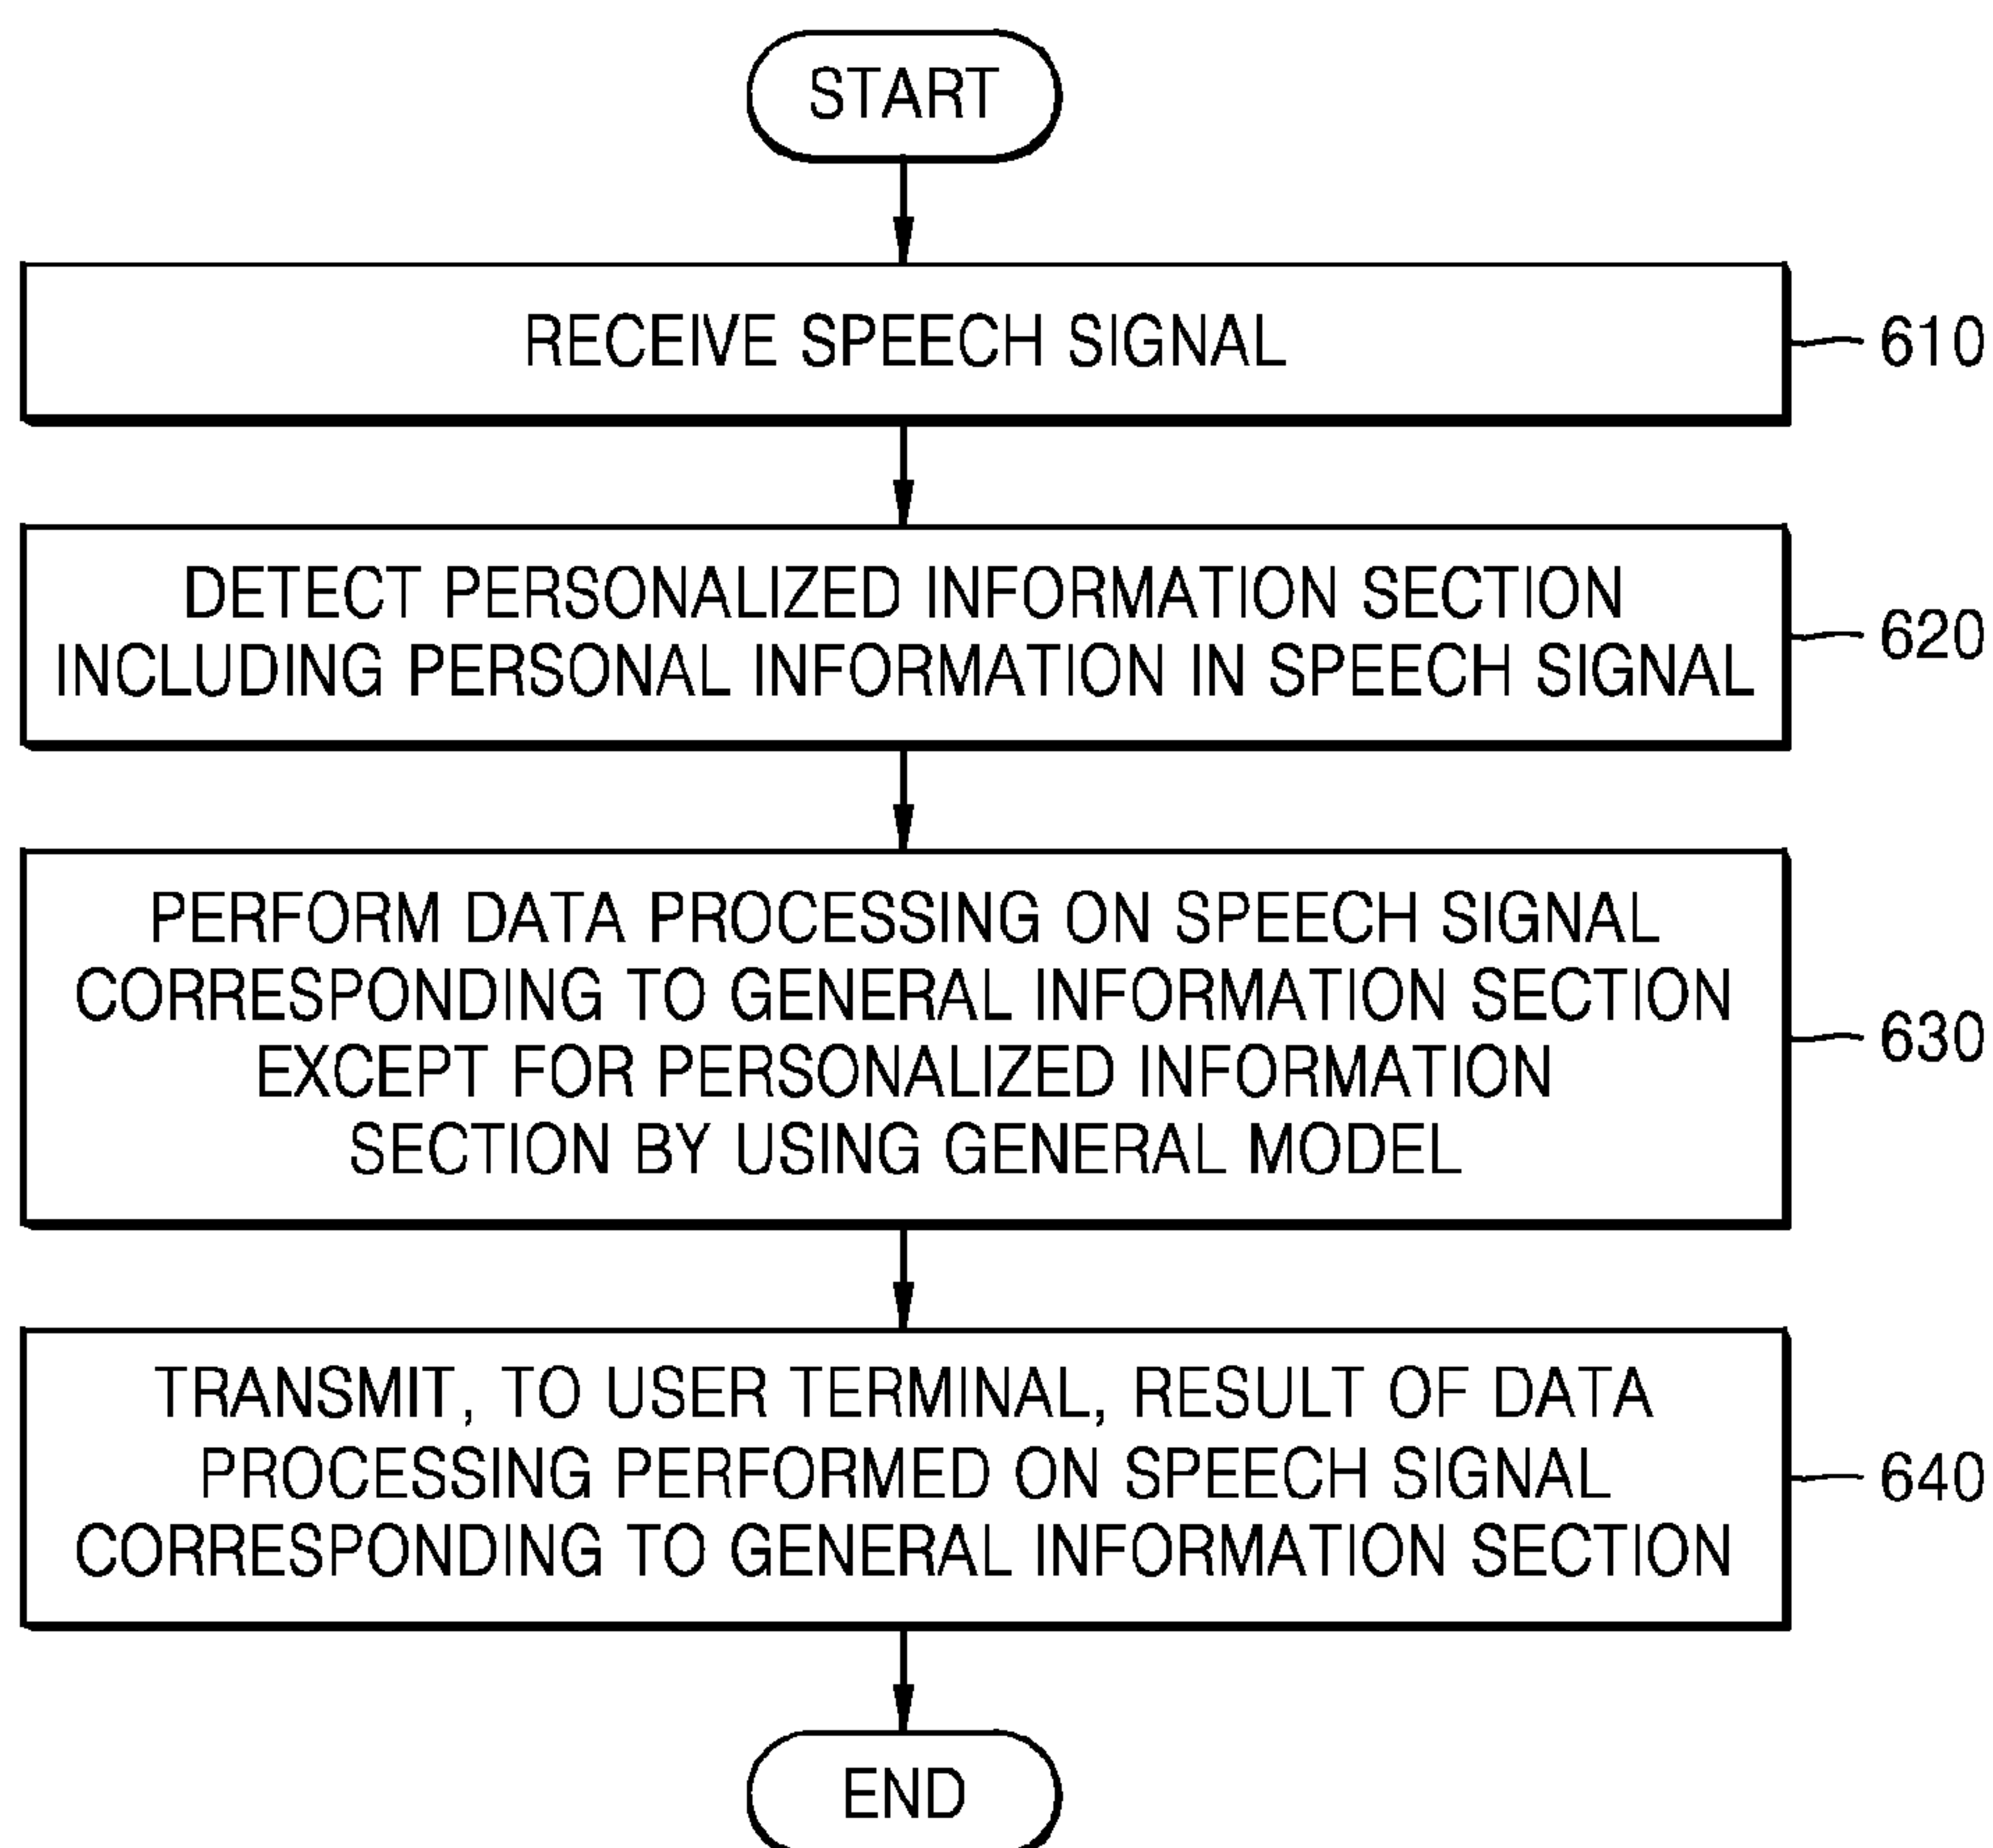 START
RECEIVE SPEECH SIGNAL
610
DETECT PERSONALIZED INFORMATION SECTION
INCLUDING PERSONAL INFORMATION IN SPEECH SIGNAL
620
PERFORM DATA PROCESSING ON SPEECH SIGNAL
CORRESPONDING TO GENERAL INFORMATION SECTION
EXCEPT FOR PERSONALIZED INFORMATION
SECTION BY USING GENERAL MODEL
630
TRANSMIT, TO USER TERMINAL, RESULT OF DATA
PROCESSING PERFORMED ON SPEECH SIGNAL
CORRESPONDING TO GENERAL INFORMATION SECTION
640
END